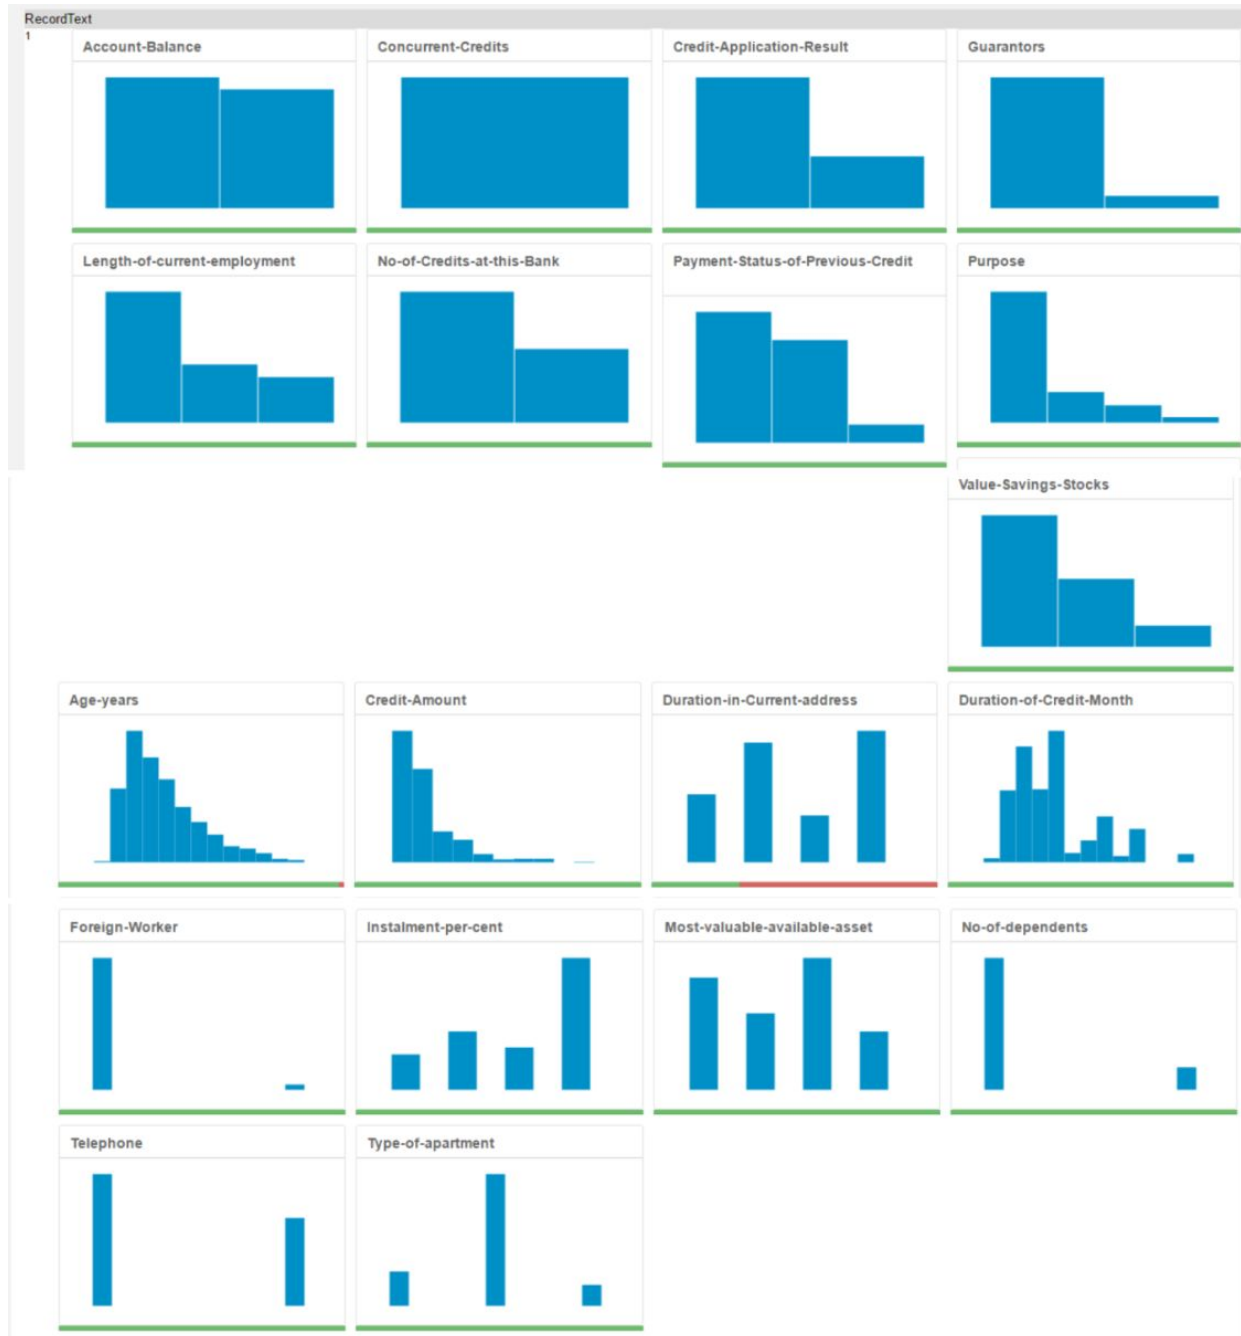 RecordText
1
Account-Balance
Concurrent-Credits
Credit-Application-Result
Guarantors
Length-of-current-employment
No-of-Credits-at-this-Bank
Payment-Status-of-Previous-Credit
Purpose
Value-Savings-Stocks
Age-years
Credit-Amount
Duration-in-Current-address
Duration-of-Credit-Month
Foreign-Worker
Instalment-per-cent
Most-valuable-available-asset
No-of-dependents
Telephone
Type-of-apartment